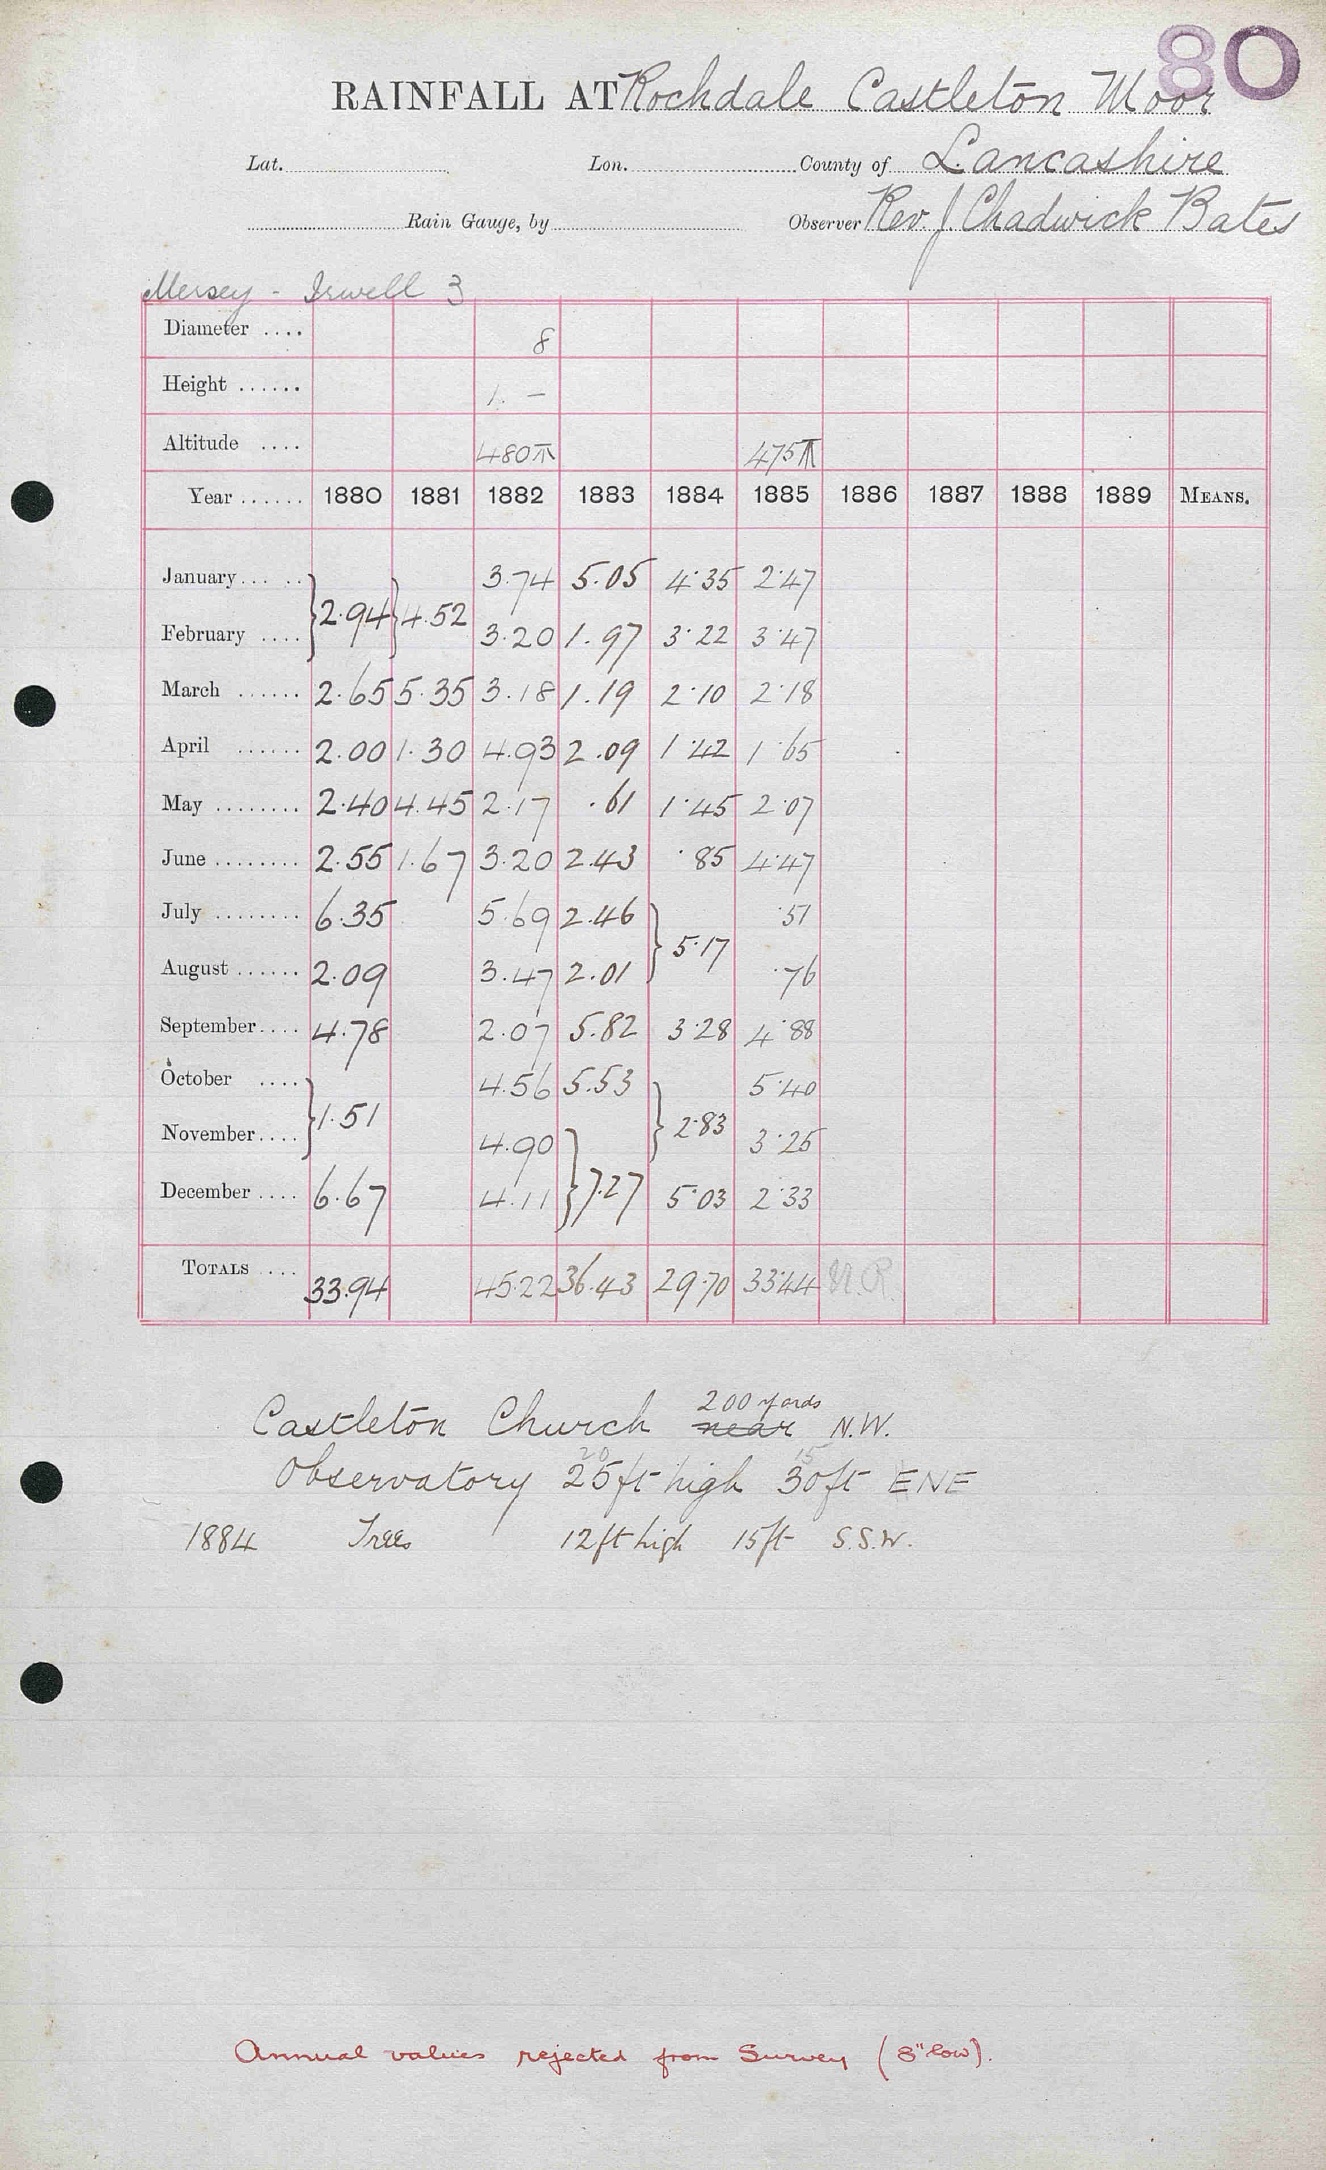 80
RAINFALL AT Rochdale Castleton Moor
Lat. Lon. County of Lancashire
Rain Gauge, by Observer Rev. J. Chadwick Bates
Mersey - Irwell 3
Diameter .... 8
Height ...... 1. —
Altitude .... 480 475
Year ...... 1880 1881 1882 1883 1884 1885 1886 1887 1888 1889 MEANS.
January... .. 3.74 5.05 4.35 2.47
} 2.94 } 4.52
February .... 3.20 1.97 3.22 3.47
March ...... 2.65 5.35 3.18 1.19 2.10 2.18
April ...... 2.00 1.30 4.93 2.09 1.42 1.65
May ........ 2.40 4.45 2.17 .61 1.45 2.07
June ........ 2.55 1.67 3.20 2.43 .85 4.47
July ........ 6.35 5.69 2.46 .51
} 5.17
August ...... 2.09 3.47 2.01 .76
September.... 4.78 2.07 5.82 3.28 4.88
October .... 4.56 5.53 5.40
} 1.51 } 2.83
November.... 4.90 3.25
} 7.27
December .... 6.67 4.11 5.03 2.33
TOTALS .... 33.94 45.22 36.43 29.70 33.44 N.R.
200 yards
Castleton Church near N.W.
20 15
Observatory 25ft high 30ft ENE
1884 Trees 12ft high 15ft S.S.W.
Annual values rejected from Survey (8" low).